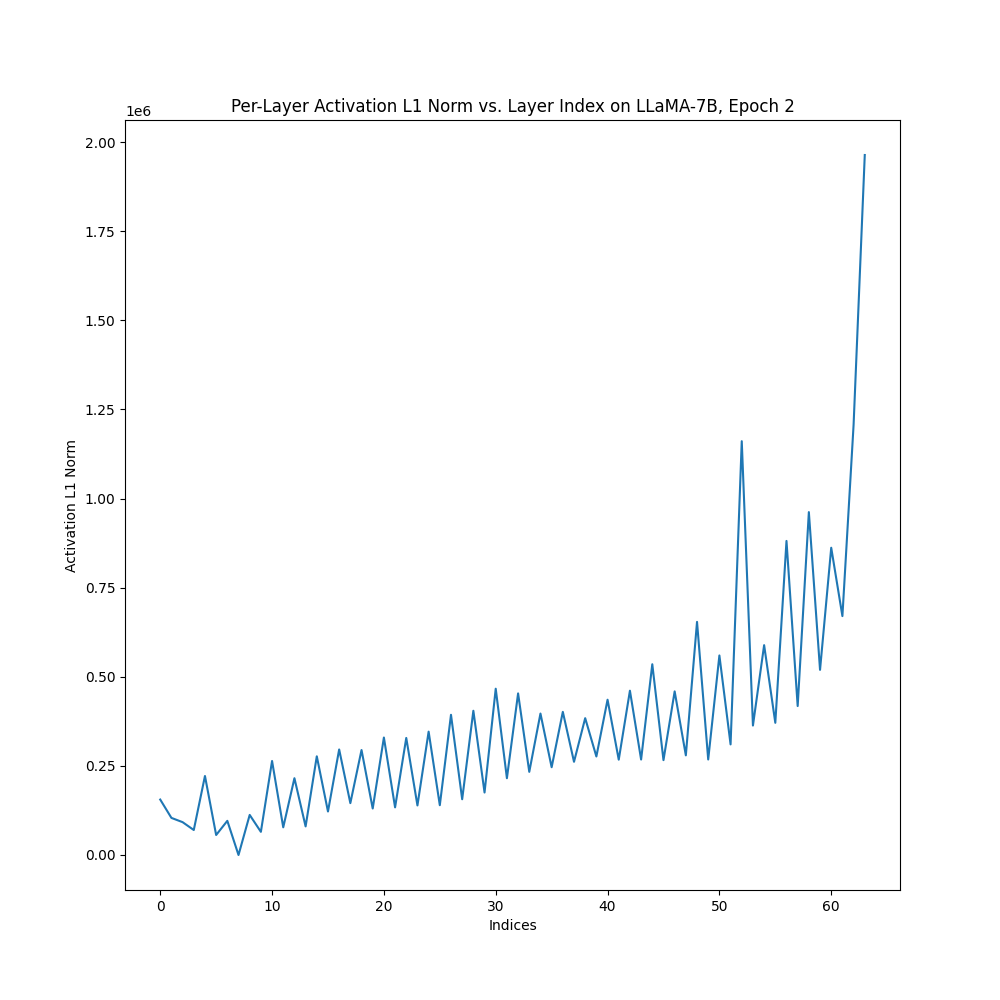 Per-Layer Activation L1 Norm vs. Layer Index on LLaMA-7B, Epoch 2
1e6
2.00
1.75
1.50
1.25
1.00
0.75
0.50
0.25
0.00
Activation L1 Norm
0 10 20 30 40 50 60
Indices